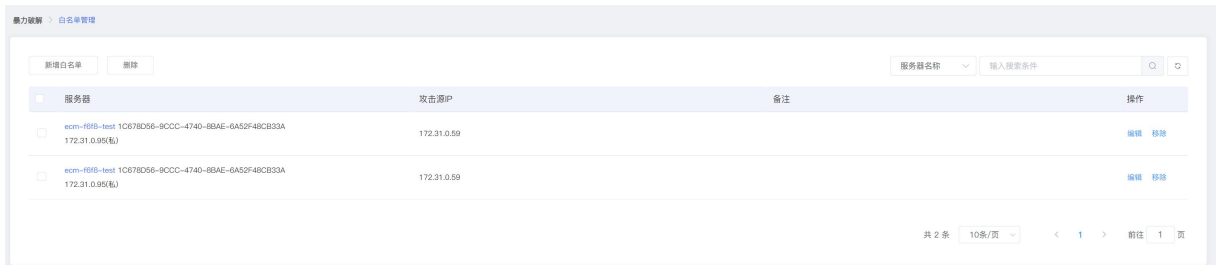 暴力破解 > 白名单管理
新增白名单 删除 服务器名称 输入搜索条件
服务器 攻击源IP 备注 操作
ecm-f6f8-test 1C678D56-9CCC-4740-8BAE-6A52F48CB33A
172.31.0.95(私) 172.31.0.59 编辑 移除
ecm-f6f8-test 1C678D56-9CCC-4740-8BAE-6A52F48CB33A
172.31.0.95(私) 172.31.0.59 编辑 移除
共 2 条 10条/页 < 1 > 前往 1 页